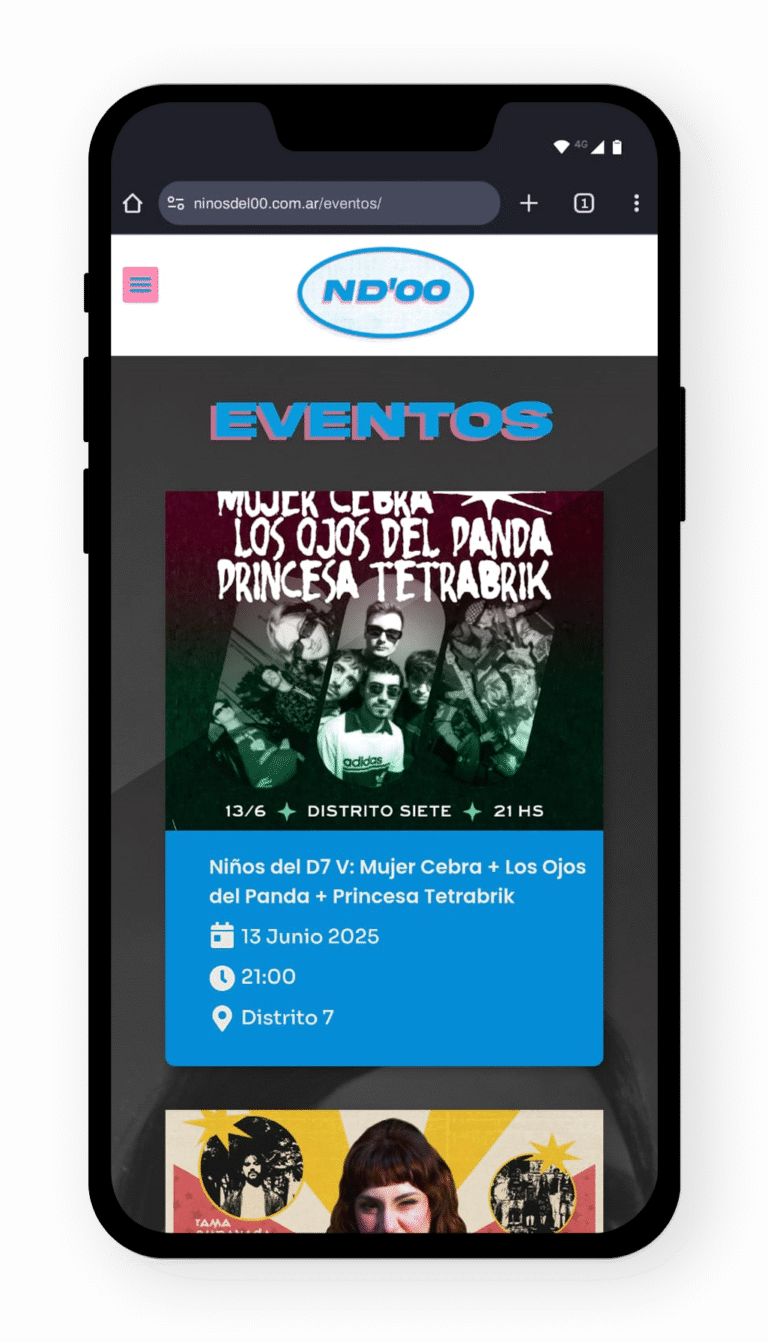 4G
ninosdel00.com.ar/eventos/
1
ND'00
EVENTOS
MUJER CEBRA
LOS OJOS DEL PANDA
PRINCESA TETRABRIK
adidas
13/6 DISTRITO SIETE 21 HS
Niños del D7 V: Mujer Cebra + Los Ojos
del Panda + Princesa Tetrabrik
13 Junio 2025
21:00
Distrito 7
TAMA